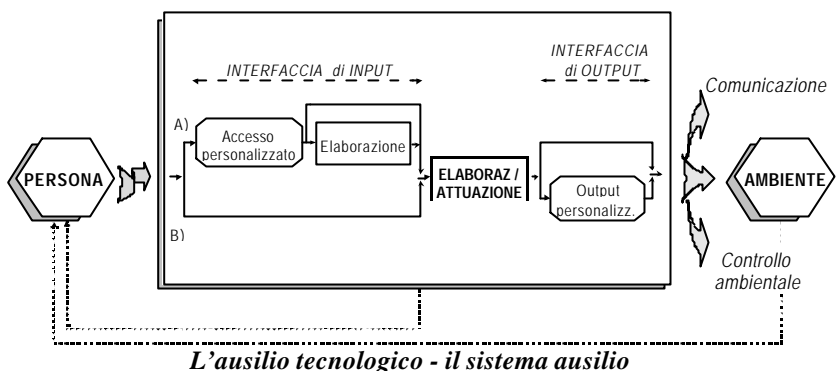 INTERFACCIA di INPUT
INTERFACCIA
di OUTPUT
Comunicazione
A)
Accesso
personalizzato
Elaborazione
PERSONA
ELABORAZ /
ATTUAZIONE
Output
personalizz.
AMBIENTE
B)
Controllo
ambientale
L'ausilio tecnologico - il sistema ausilio